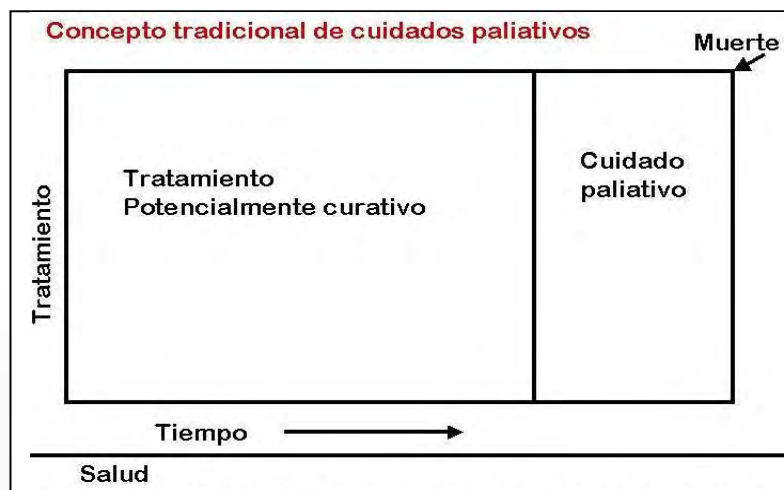 Concepto tradicional de cuidados paliativos
Muerte
Tratamiento
Tratamiento
Potencialmente curativo
Cuidado
paliativo
Tiempo
Salud